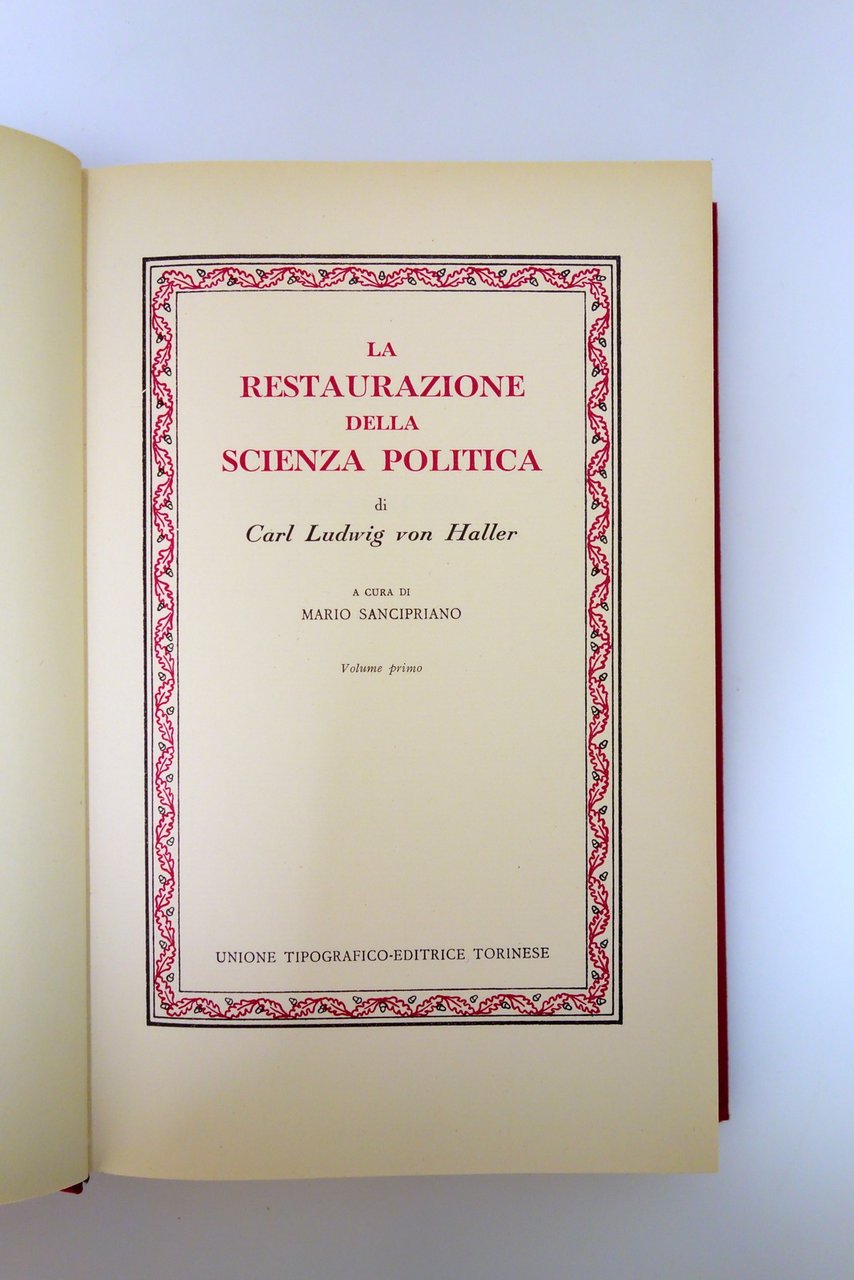 LA
RESTAURAZIONE
DELLA
SCIENZA POLITICA
di
Carl Ludwig von Haller
A CURA DI
MARIO SANCIPRIANO
Volume primo
UNIONE TIPOGRAFICO-EDITRICE TORINESE